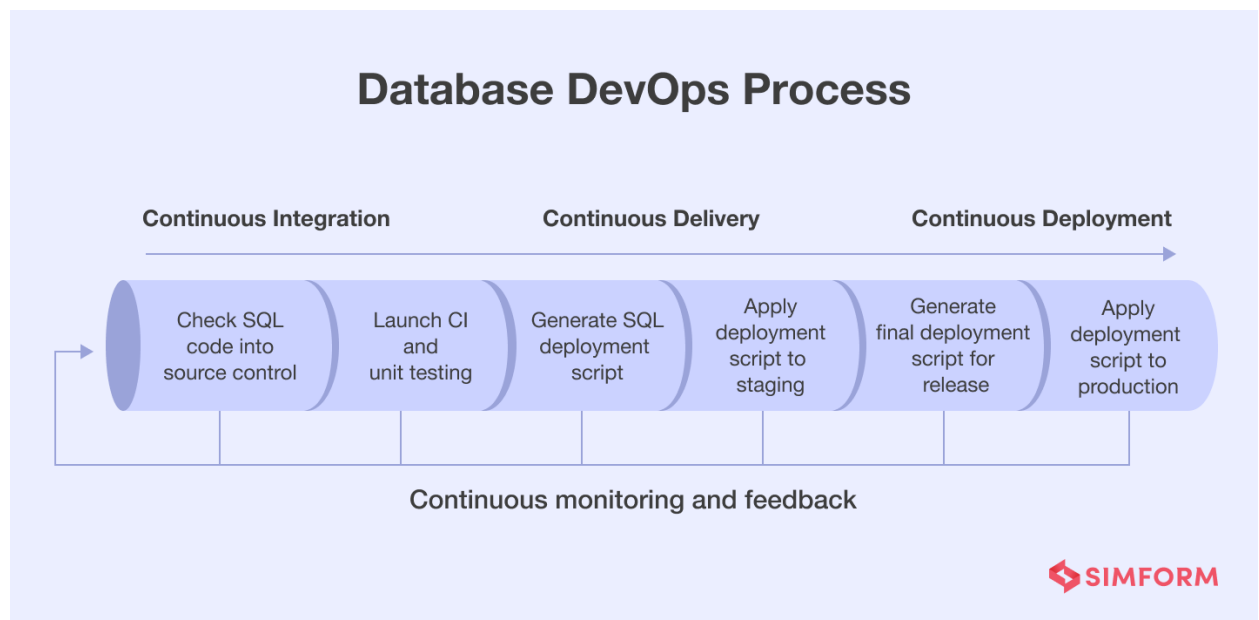 Database DevOps Process
Continuous Integration
Continuous Delivery
Continuous Deployment
Check SQL
code into
source control
Launch CI
and
unit testing
Generate SQL
deployment
script
Apply
deployment
script to
staging
Generate
final deployment
script for
release
Apply
deployment
script to
production
Continuous monitoring and feedback
SIMFORM